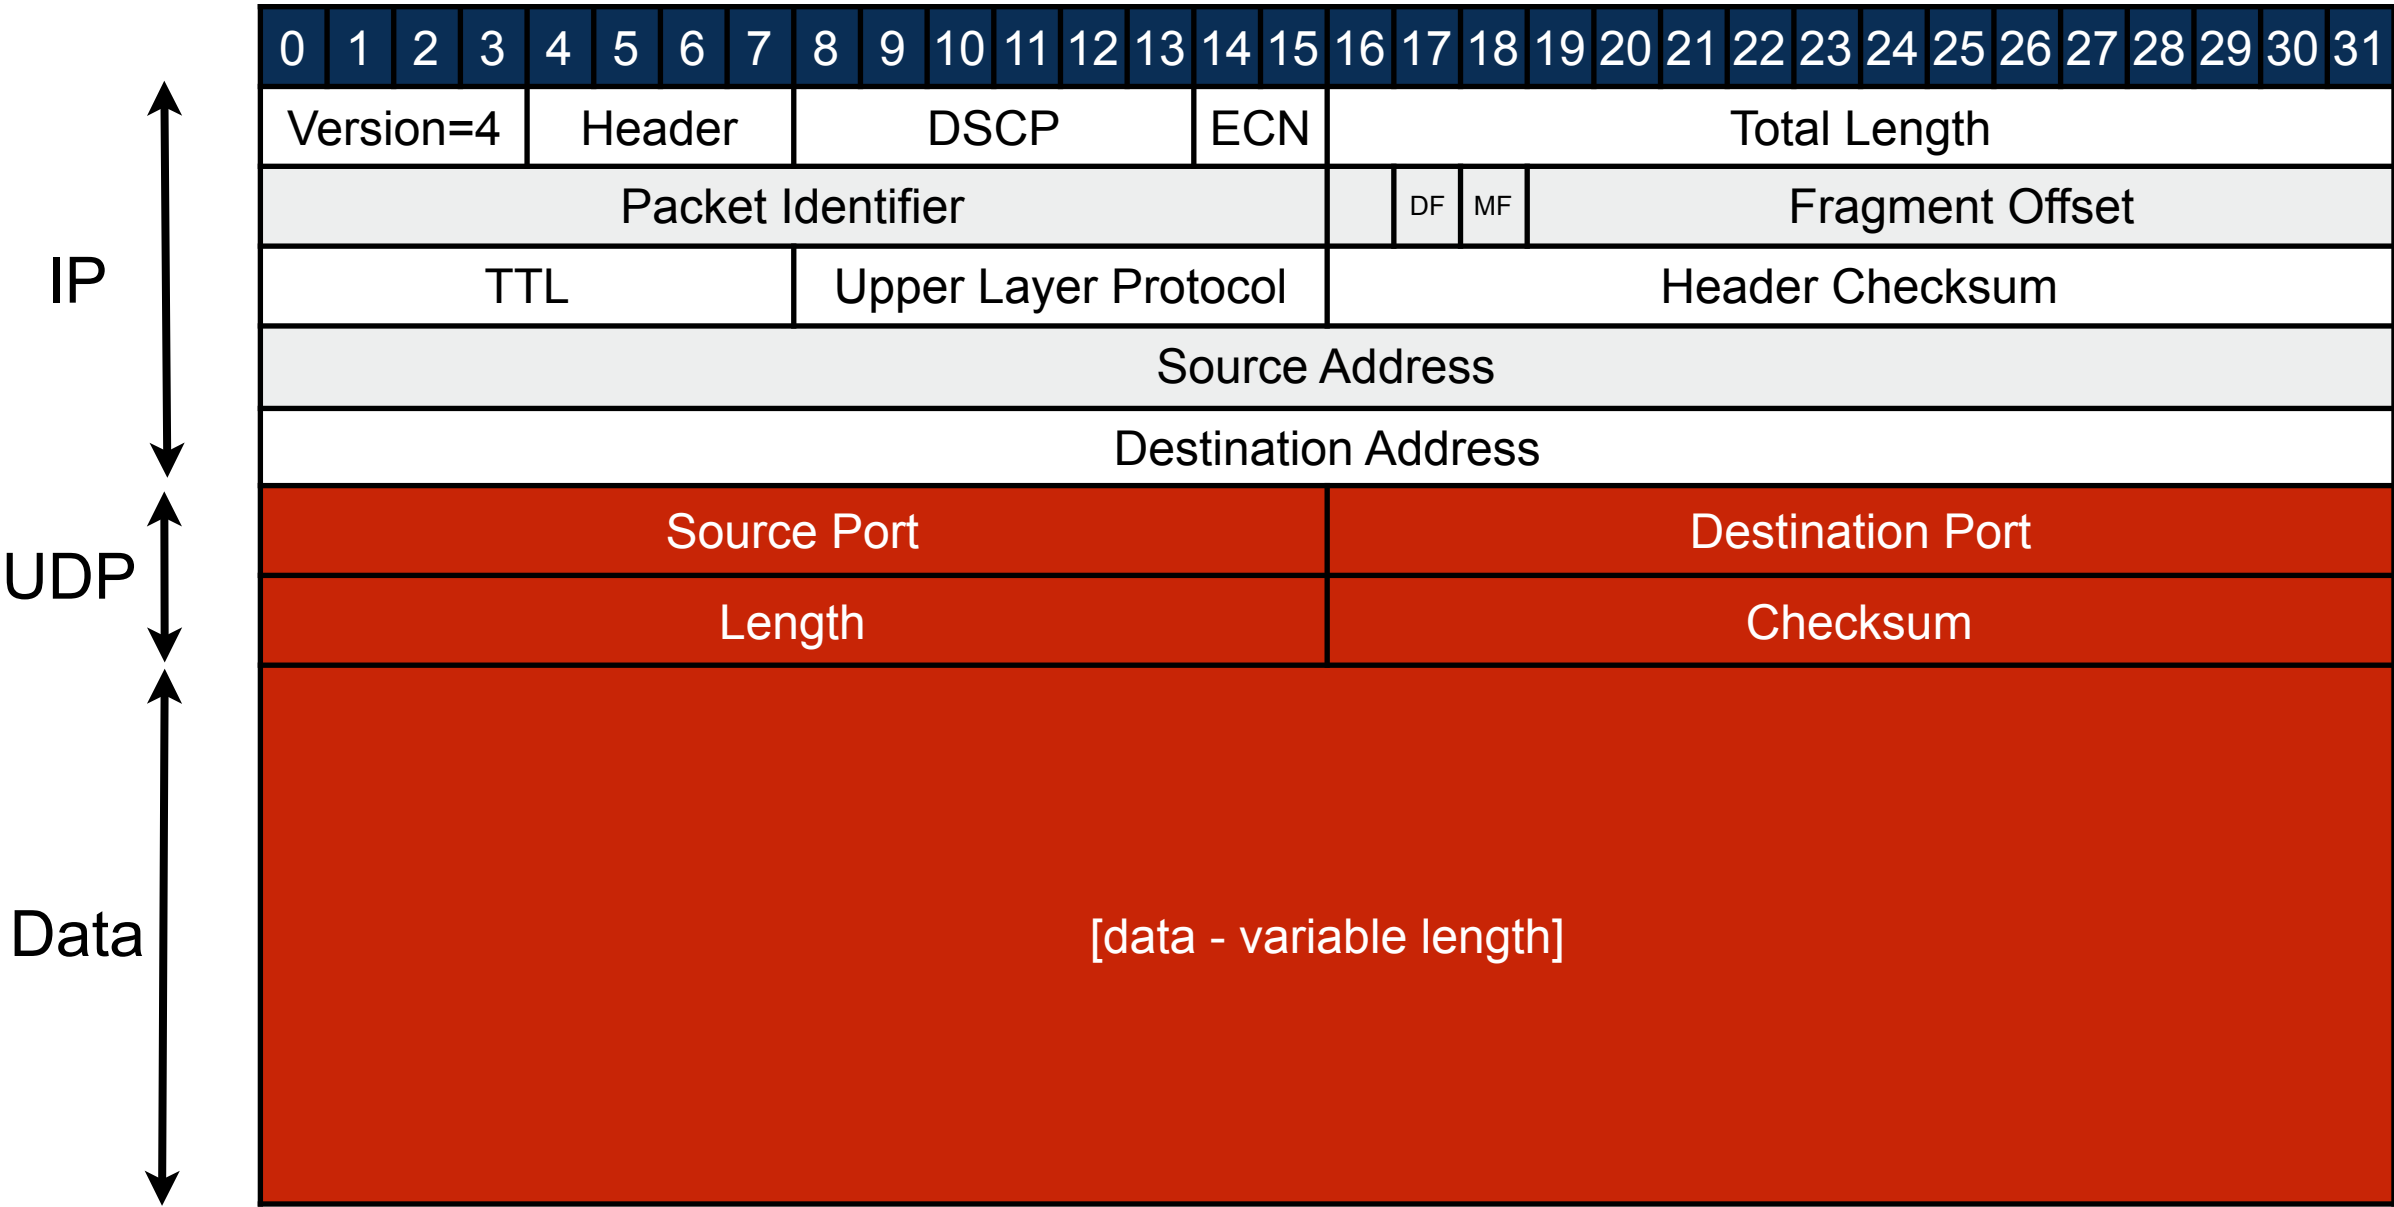 0 1 2 3 4 5 6 7 8 9 10 11 12 13 14 15 16 17 18 19 20 21 22 23 24 25 26 27 28 29 30 31
Version=4 Header DSCP ECN Total Length
Packet Identifier DF MF Fragment Offset
IP
TTL Upper Layer Protocol Header Checksum
Source Address
Destination Address
Source Port Destination Port
UDP
Length Checksum
Data
[data - variable length]